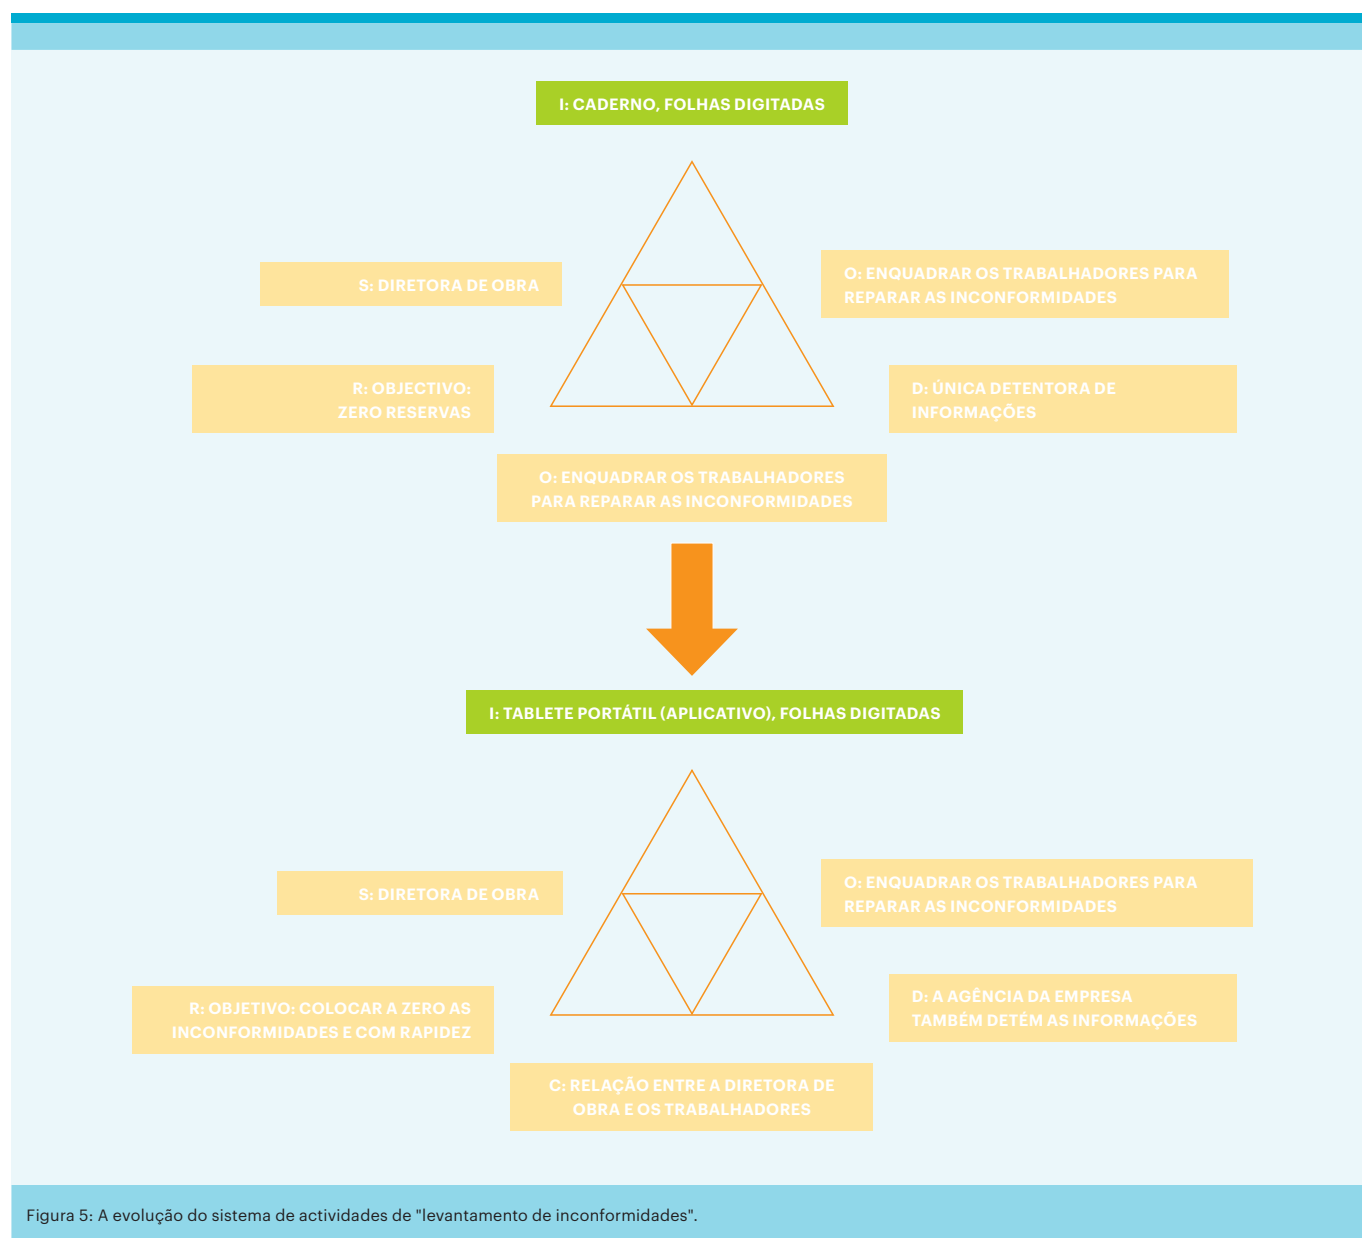 I: CADERNO, FOLHAS DIGITADAS
S: DIRETORA DE OBRA
O: ENQUADRAR OS TRABALHADORES PARA
REPARAR AS INCONFORMIDADES
R: OBJECTIVO:
ZERO RESERVAS
D: ÚNICA DETENTORA DE
INFORMAÇÕES
O: ENQUADRAR OS TRABALHADORES
PARA REPARAR AS INCONFORMIDADES
I: TABLETE PORTÁTIL (APLICATIVO), FOLHAS DIGITADAS
S: DIRETORA DE OBRA
O: ENQUADRAR OS TRABALHADORES PARA
REPARAR AS INCONFORMIDADES
R: OBJETIVO: COLOCAR A ZERO AS
INCONFORMIDADES E COM RAPIDEZ
D: A AGÊNCIA DA EMPRESA
TAMBÉM DETÉM AS INFORMAÇÕES
C: RELAÇÃO ENTRE A DIRETORA DE
OBRA E OS TRABALHADORES
Figura 5: A evolução do sistema de actividades de "levantamento de inconformidades".